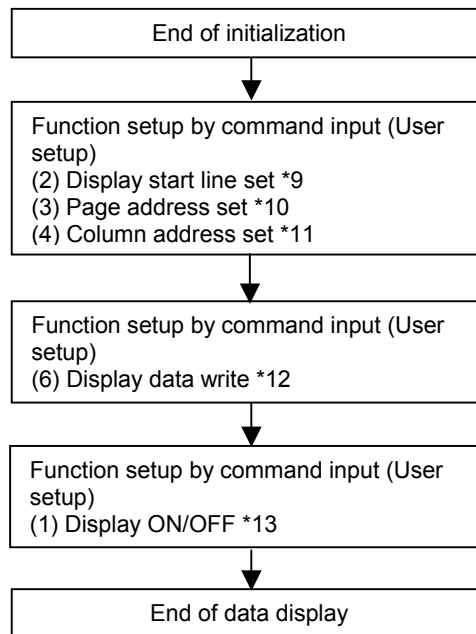 End of initialization
Function setup by command input (User
setup)
(2) Display start line set *9
(3) Page address set *10
(4) Column address set *11
Function setup by command input (User
setup)
(6) Display data write *12
Function setup by command input (User
setup)
(1) Display ON/OFF *13
End of data display